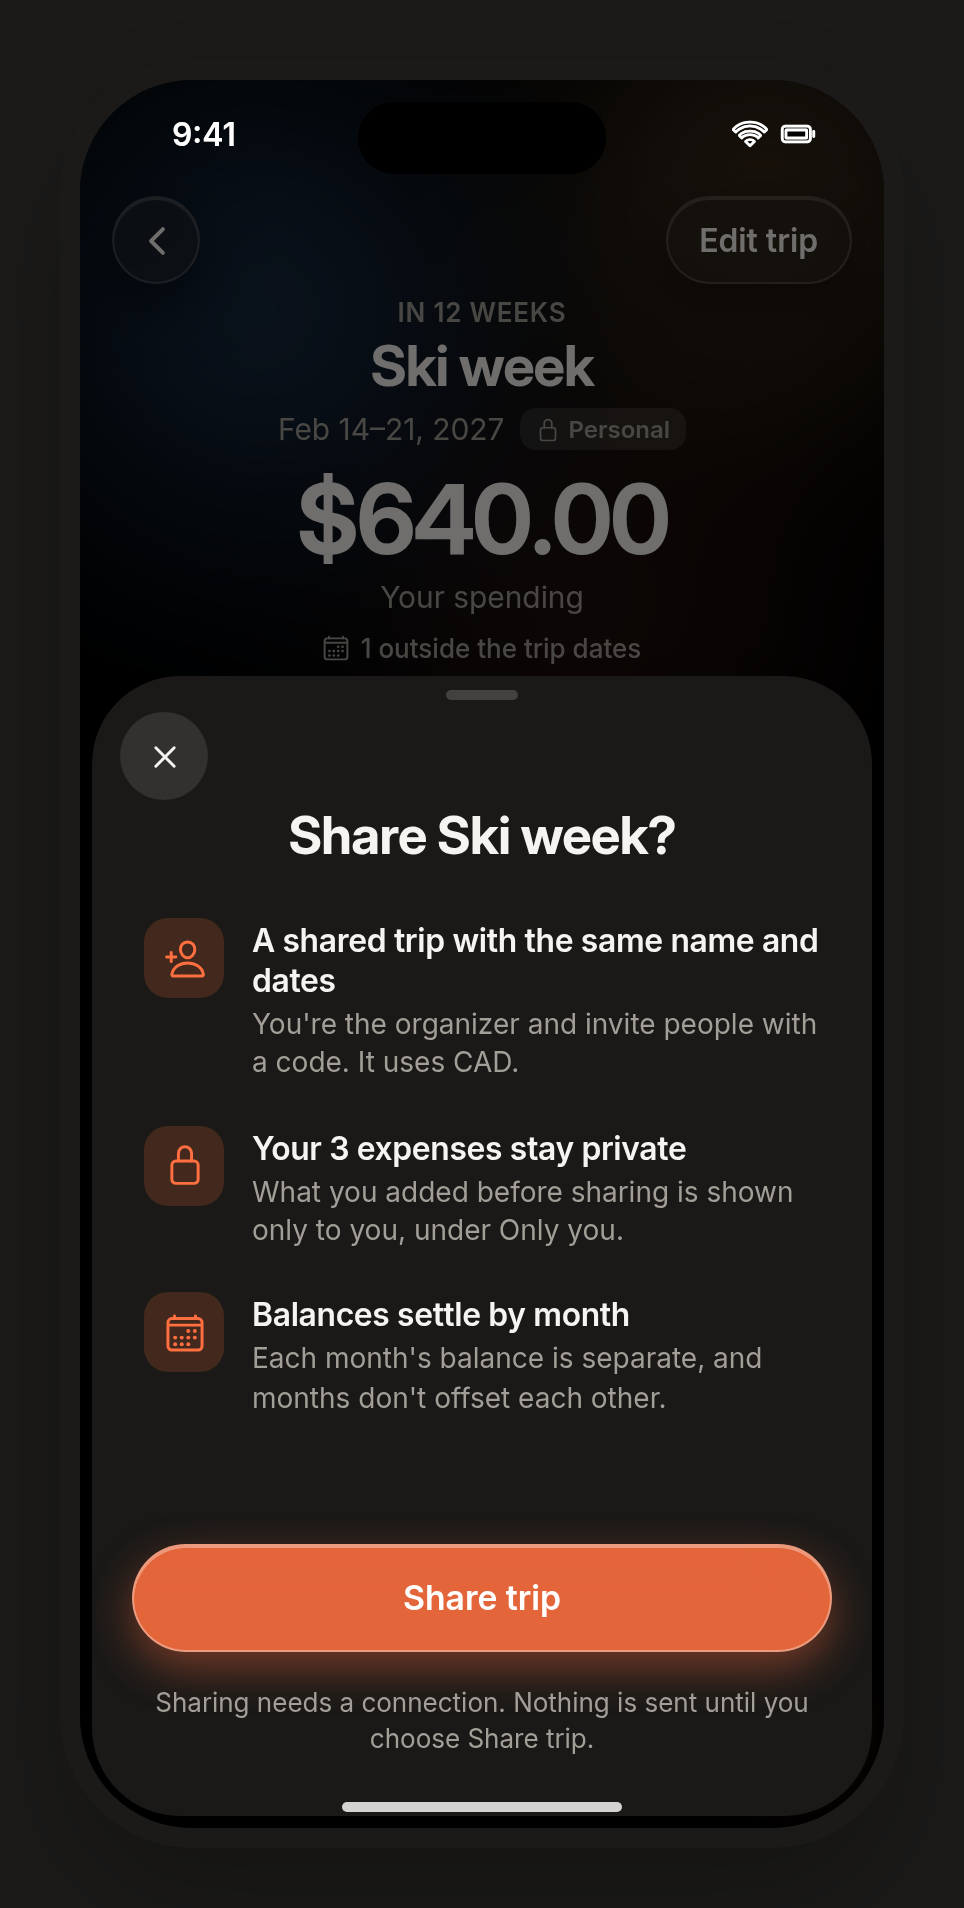 9:41
Edit trip
IN 12 WEEKS
Ski week
Feb 14–21, 2027 Personal
$640.00
Your spending
1 outside the trip dates
Share Ski week?
A shared trip with the same name and
dates
You're the organizer and invite people with
a code. It uses CAD.
Your 3 expenses stay private
What you added before sharing is shown
only to you, under Only you.
Balances settle by month
Each month's balance is separate, and
months don't offset each other.
Share trip
Sharing needs a connection. Nothing is sent until you
choose Share trip.